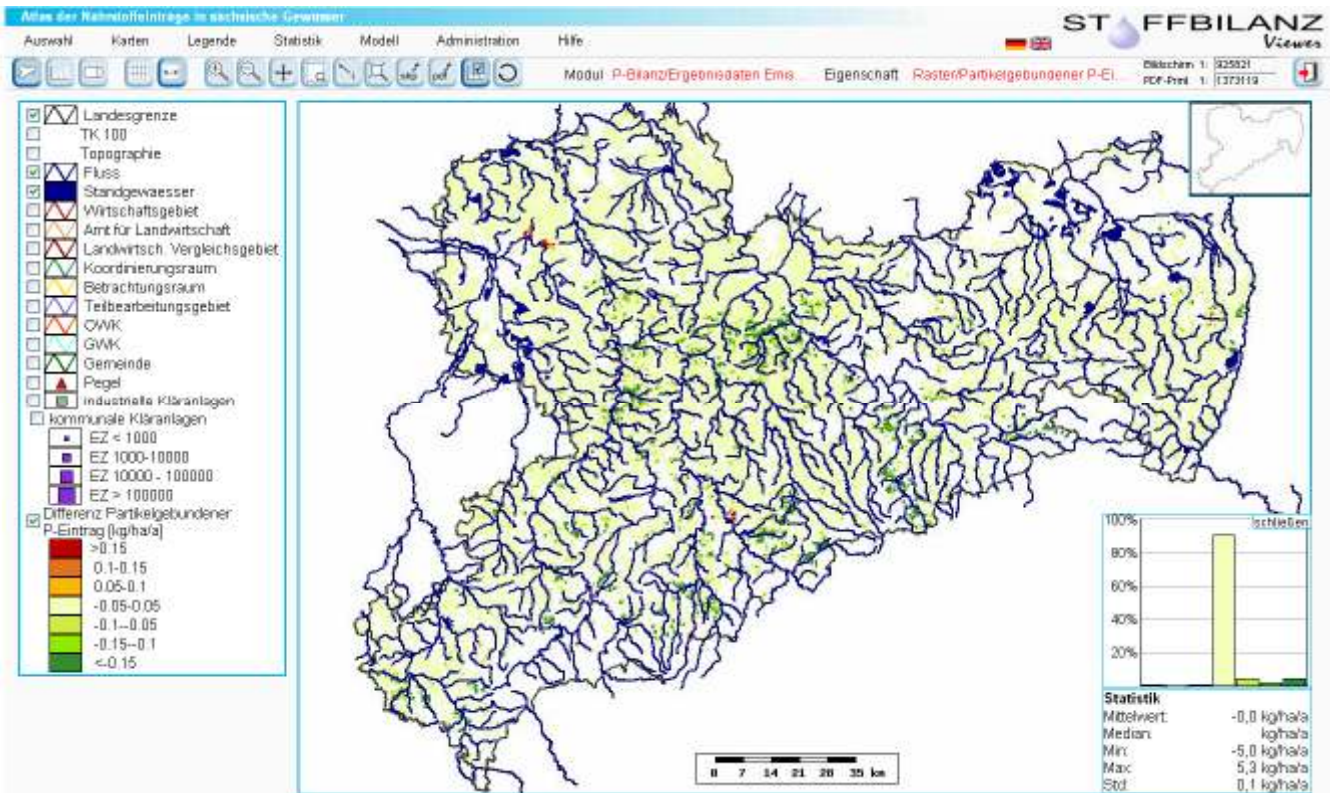 Atlas der Nährstoffeinträge in sächsische Gewässer
STOFFBILANZ
Viewer
Auswahl Karten Legende Statistik Modell Administration Hilfe
Modul P-Bilanz/Ergebnisdaten Emis... Eigenschaft Raster/Partikelgebundener P-Ei...
Bildschirm 1: 925821
PDF-Print 1: 1373119
Landesgrenze
TK 100
Topographie
Fluss
Standgewaesser
Wirtschaftsgebiet
Amt für Landwirtschaft
Landwirtsch. Vergleichsgebiet
Koordinierungsraum
Betrachtungsraum
Teilbearbeitungsgebiet
OWK
GWK
Gemeinde
Pegel
industrielle Kläranlagen
kommunale Kläranlagen
EZ < 1000
EZ 1000-10000
EZ 10000 - 100000
EZ > 100000
Differenz Partikelgebundener
P-Eintrag [kg/ha/a]
>0.15
0.1-0.15
0.05-0.1
-0.05-0.05
-0.1--0.05
-0.15--0.1
<-0.15
100% schließen
80%
60%
40%
20%
Statistik
Mittelwert: -0,0 kg/ha/a
Median: kg/ha/a
Min: -5,0 kg/ha/a
Max: 5,3 kg/ha/a
Std: 0,1 kg/ha/a
0 7 14 21 28 35 km